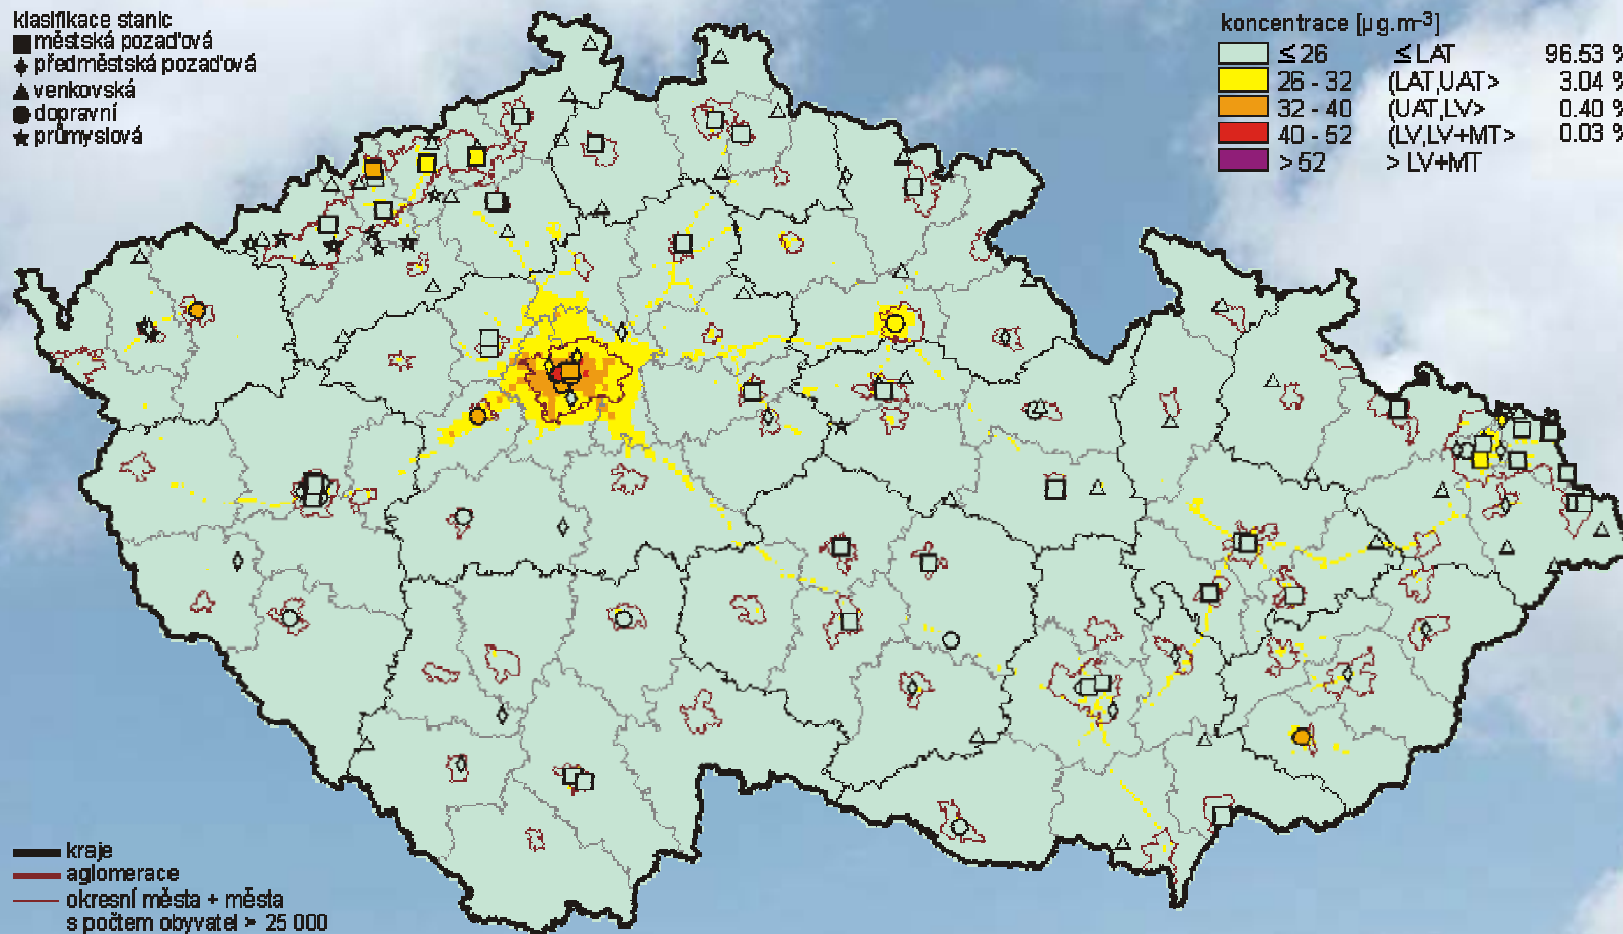 klasifikace stanic
městská pozaďová
předměstská pozaďová
venkovská
dopravní
průmyslová
koncentrace [µg.m⁻³]
≤ 26 ≤ LAT 96.53 %
26 - 32 (LAT,UAT> 3.04 %
32 - 40 (UAT,LV> 0.40 %
40 - 52 (LV,LV+MT> 0.03 %
> 52 > LV+MT
kraje
aglomerace
okresní města + města
s počtem obyvatel > 25 000